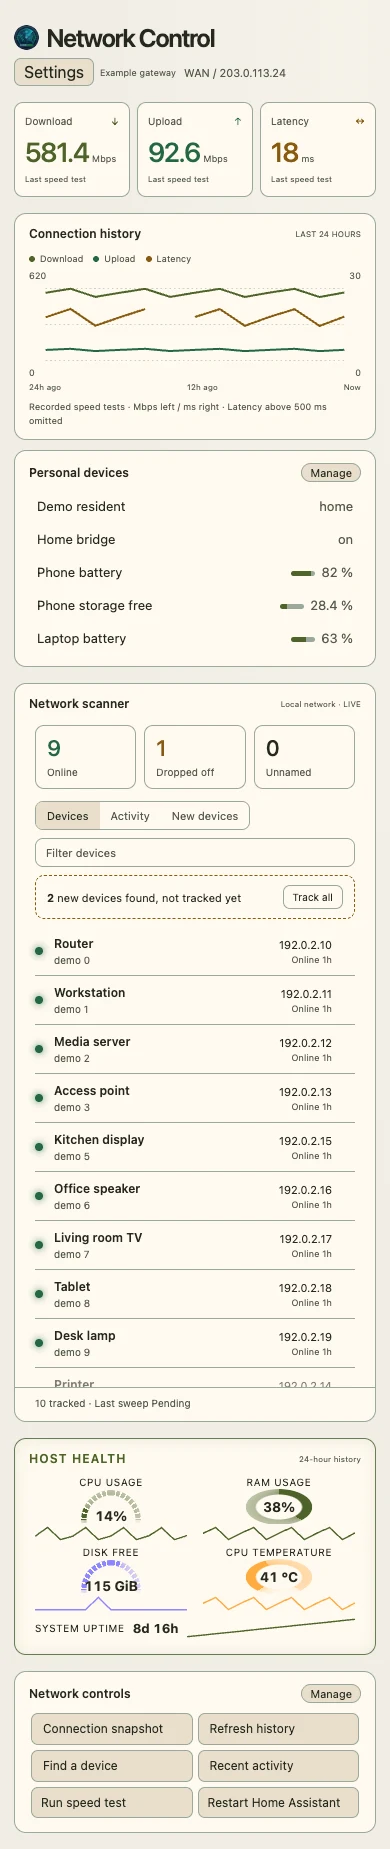 Network Control
Settings Example gateway WAN / 203.0.113.24
Download ↓
581.4 Mbps
Last speed test
Upload ↑
92.6 Mbps
Last speed test
Latency ↔
18 ms
Last speed test
Connection history LAST 24 HOURS
Download Upload Latency
620 30
0 0
24h ago 12h ago Now
Recorded speed tests · Mbps left / ms right · Latency above 500 ms
omitted
Personal devices Manage
Demo resident home
Home bridge on
Phone battery 82 %
Phone storage free 28.4 %
Laptop battery 63 %
Network scanner Local network · LIVE
9
Online
1
Dropped off
0
Unnamed
Devices Activity New devices
Filter devices
2 new devices found, not tracked yet Track all
Router 192.0.2.10
demo 0 Online 1h
Workstation 192.0.2.11
demo 1 Online 1h
Media server 192.0.2.12
demo 2 Online 1h
Access point 192.0.2.13
demo 3 Online 1h
Kitchen display 192.0.2.15
demo 5 Online 1h
Office speaker 192.0.2.16
demo 6 Online 1h
Living room TV 192.0.2.17
demo 7 Online 1h
Tablet 192.0.2.18
demo 8 Online 1h
Desk lamp 192.0.2.19
demo 9 Online 1h
Printer 192.0.2.14
10 tracked · Last sweep Pending
HOST HEALTH 24-hour history
CPU USAGE
14%
RAM USAGE
38%
DISK FREE
115 GiB
CPU TEMPERATURE
41 °C
SYSTEM UPTIME 8d 16h
Network controls Manage
Connection snapshot Refresh history
Find a device Recent activity
Run speed test Restart Home Assistant